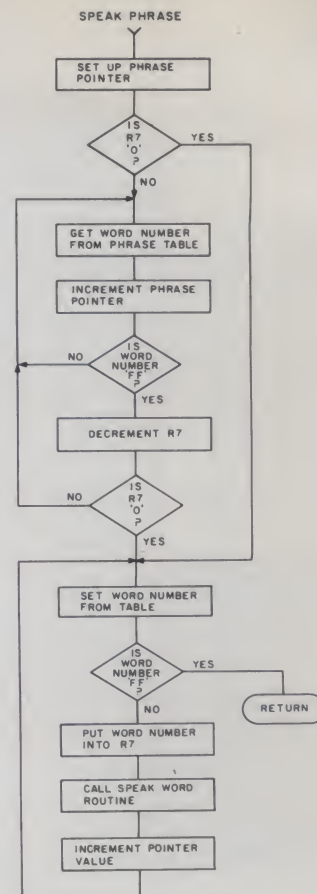 SPEAK PHRASE
SET UP PHRASE
POINTER
IS
R7
'O'
?
YES
NO
GET WORD NUMBER
FROM PHRASE TABLE
INCREMENT PHRASE
POINTER
IS
WORD
NUMBER
'FF'
?
NO
YES
DECREMENT R7
IS
R7
'O'
?
NO
YES
SET WORD NUMBER
FROM TABLE
IS
WORD
NUMBER
'FF'
?
YES
NO
RETURN
PUT WORD NUMBER
INTO R7
CALL SPEAK WORD
ROUTINE
INCREMENT POINTER
VALUE